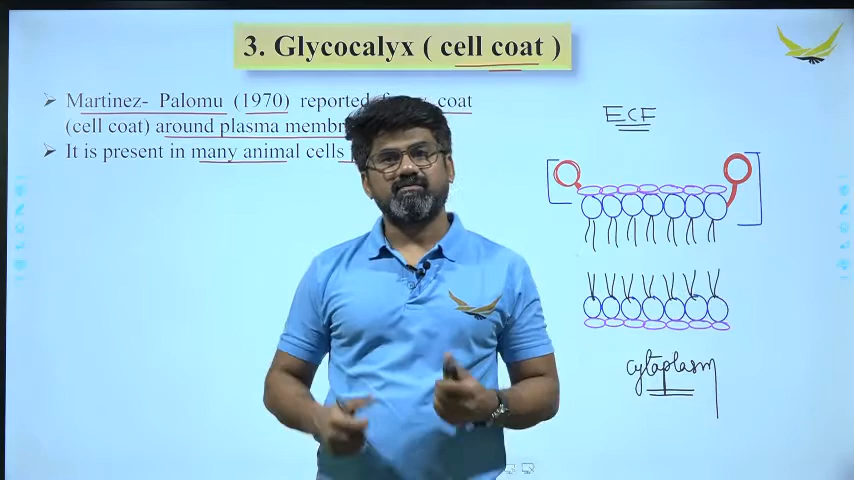 3. Glycocalyx ( cell coat )
Martinez- Palomu (1970) reported coat
(cell coat) around plasma
It is present in many animal cells
ECF
cytoplasm